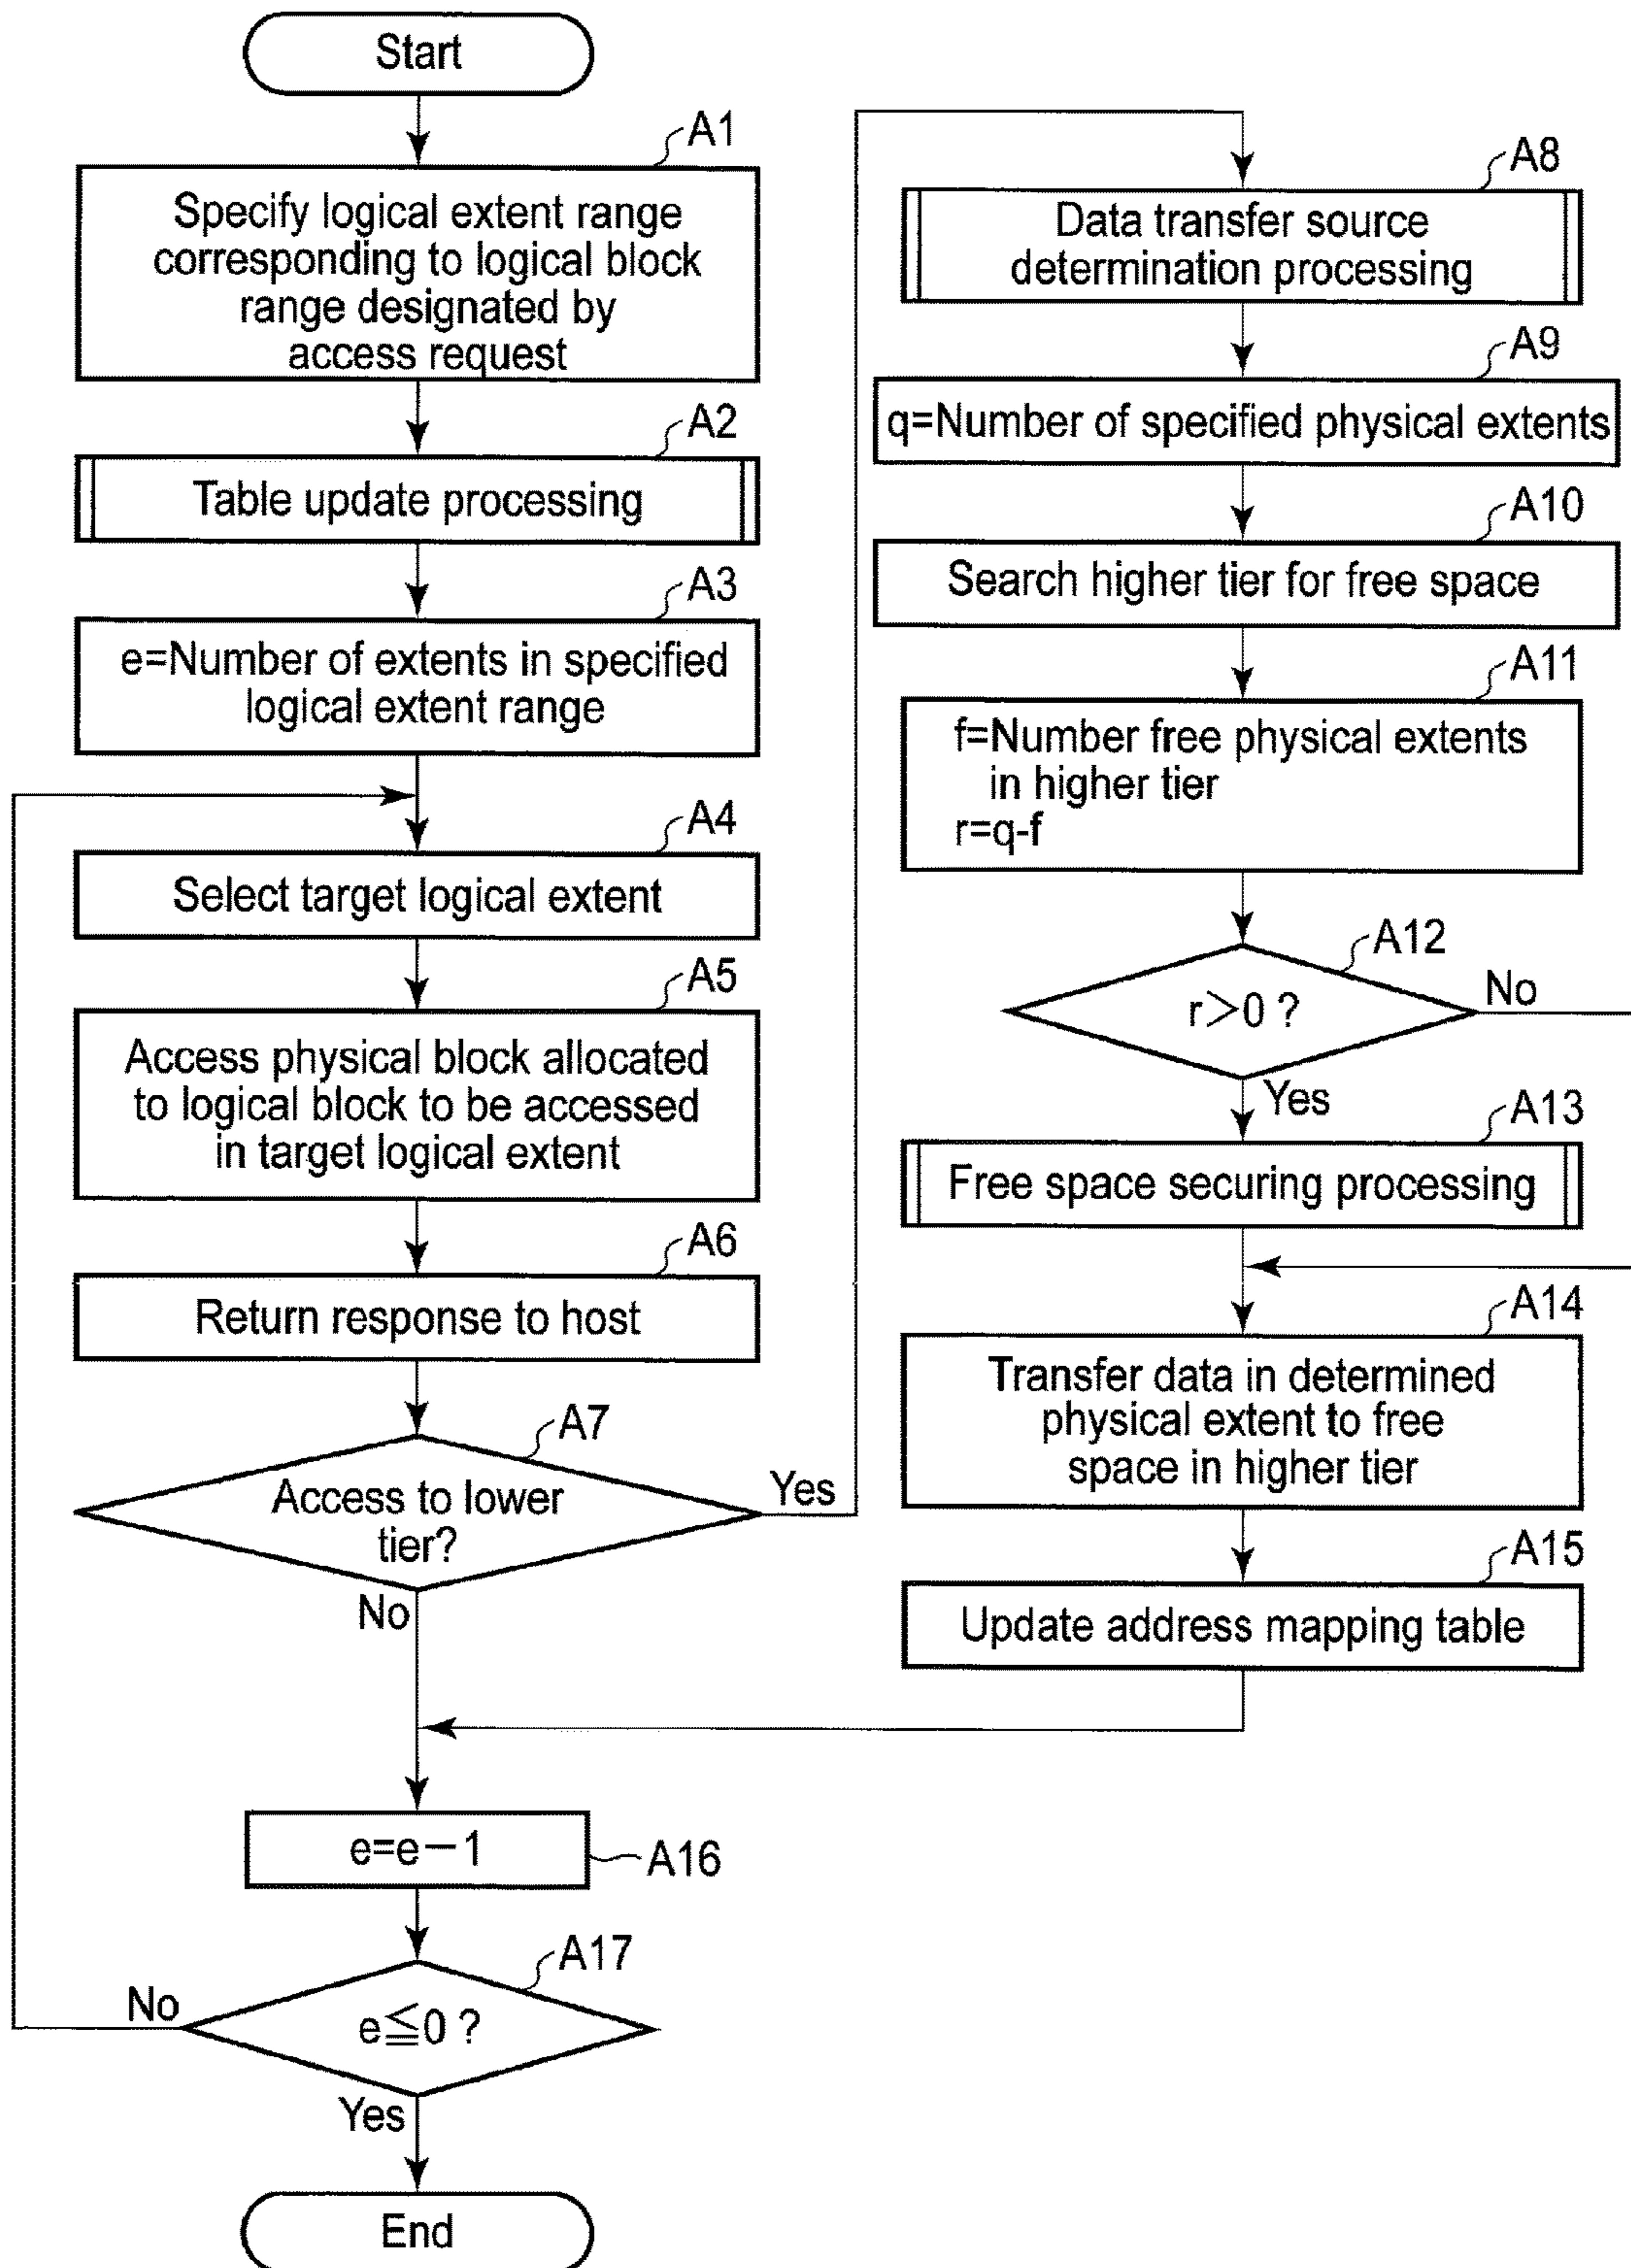 Start
A1
Specify logical extent range
corresponding to logical block
range designated by
access request
A2
Table update processing
A3
e=Number of extents in specified
logical extent range
A4
Select target logical extent
A5
Access physical block allocated
to logical block to be accessed
in target logical extent
A6
Return response to host
A7
Access to lower
tier?
Yes
No
A8
Data transfer source
determination processing
A9
q=Number of specified physical extents
A10
Search higher tier for free space
A11
f=Number free physical extents
in higher tier
r=q-f
A12
r>0 ?
No
Yes
A13
Free space securing processing
A14
Transfer data in determined
physical extent to free
space in higher tier
A15
Update address mapping table
e=e−1
A16
A17
e≦0 ?
No
Yes
End